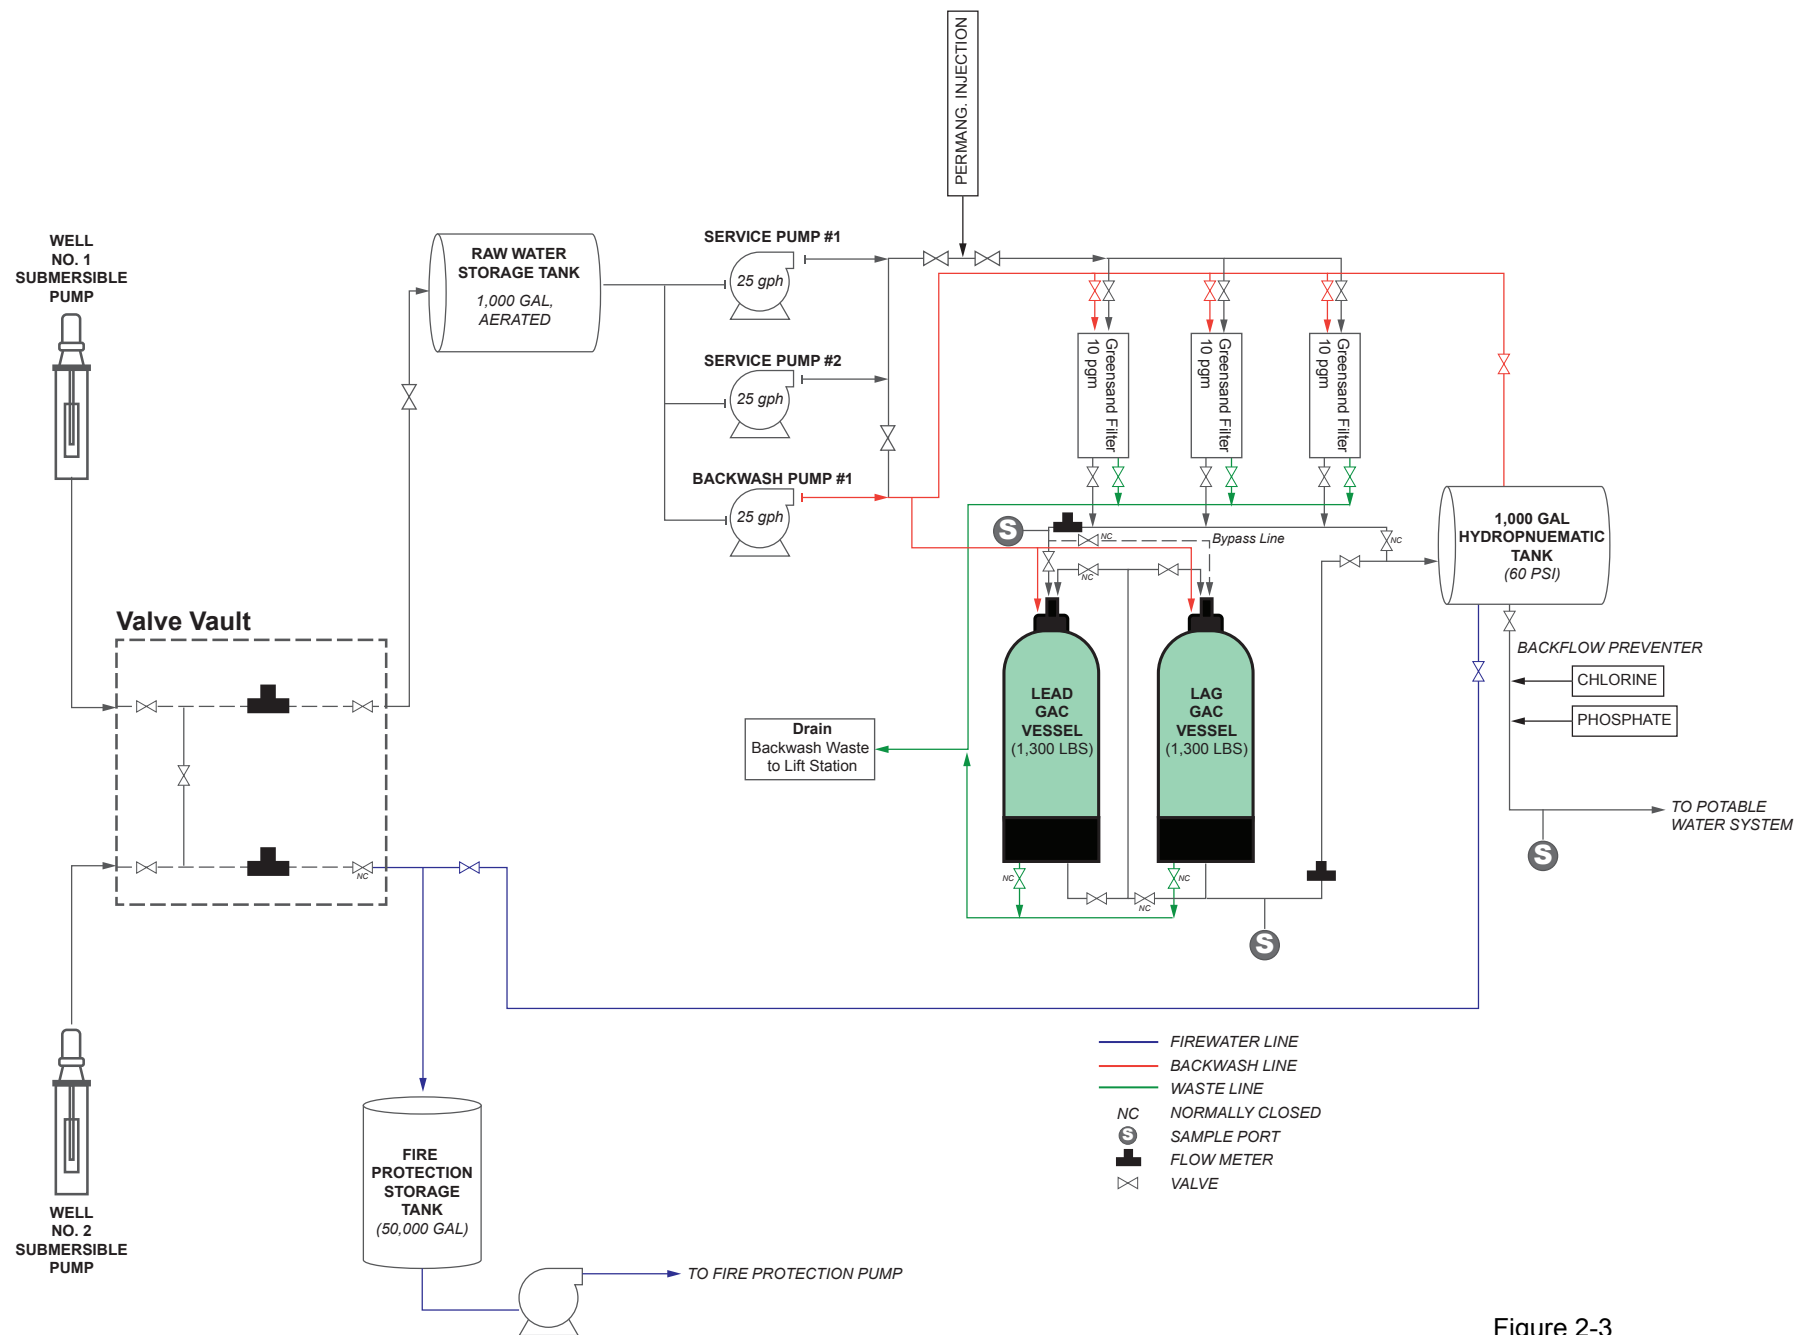 PERMANG. INJECTION
WELL
NO. 1
SUBMERSIBLE
PUMP
RAW WATER
STORAGE TANK
1,000 GAL,
AERATED
SERVICE PUMP #1
25 gph
SERVICE PUMP #2
25 gph
BACKWASH PUMP #1
25 gph
Greensand Filter
10 pgm
Greensand Filter
10 pgm
Greensand Filter
10 pgm
S
NC
Bypass Line
NC
NC
1,000 GAL
HYDROPNUEMATIC
TANK
(60 PSI)
BACKFLOW PREVENTER
CHLORINE
PHOSPHATE
TO POTABLE
WATER SYSTEM
S
Valve Vault
NC
Drain
Backwash Waste
to Lift Station
LEAD
GAC
VESSEL
(1,300 LBS)
LAG
GAC
VESSEL
(1,300 LBS)
NC
NC
NC
S
FIREWATER LINE
BACKWASH LINE
WASTE LINE
NC NORMALLY CLOSED
S SAMPLE PORT
FLOW METER
VALVE
WELL
NO. 2
SUBMERSIBLE
PUMP
FIRE
PROTECTION
STORAGE
TANK
(50,000 GAL)
TO FIRE PROTECTION PUMP
Figure 2-3